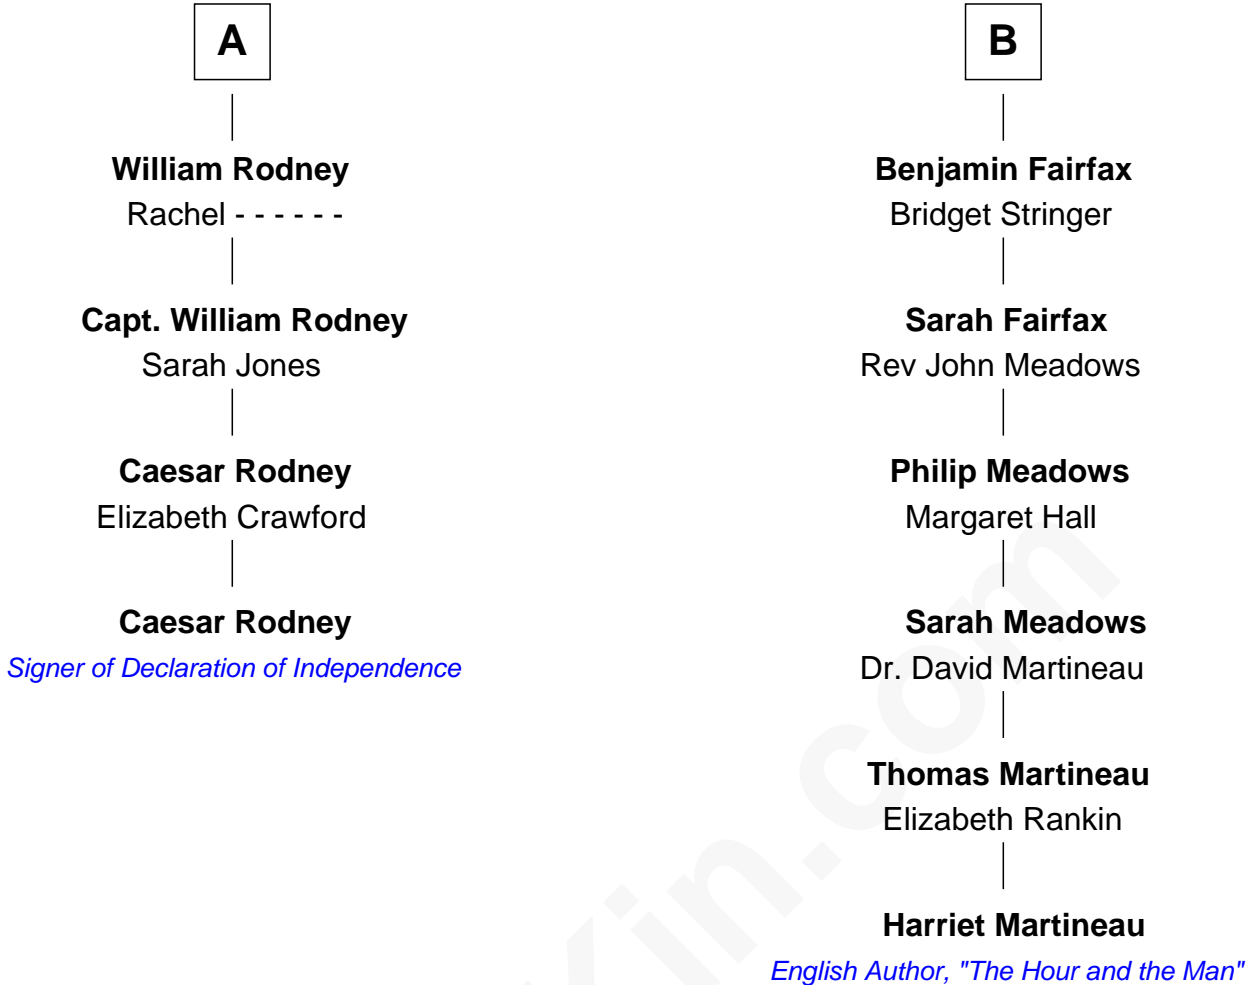 A
William Rodney
Rachel - - - - - -
Capt. William Rodney
Sarah Jones
Caesar Rodney
Elizabeth Crawford
Caesar Rodney
Signer of Declaration of Independence
B
Benjamin Fairfax
Bridget Stringer
Sarah Fairfax
Rev John Meadows
Philip Meadows
Margaret Hall
Sarah Meadows
Dr. David Martineau
Thomas Martineau
Elizabeth Rankin
Harriet Martineau
English Author, "The Hour and the Man"
in.com